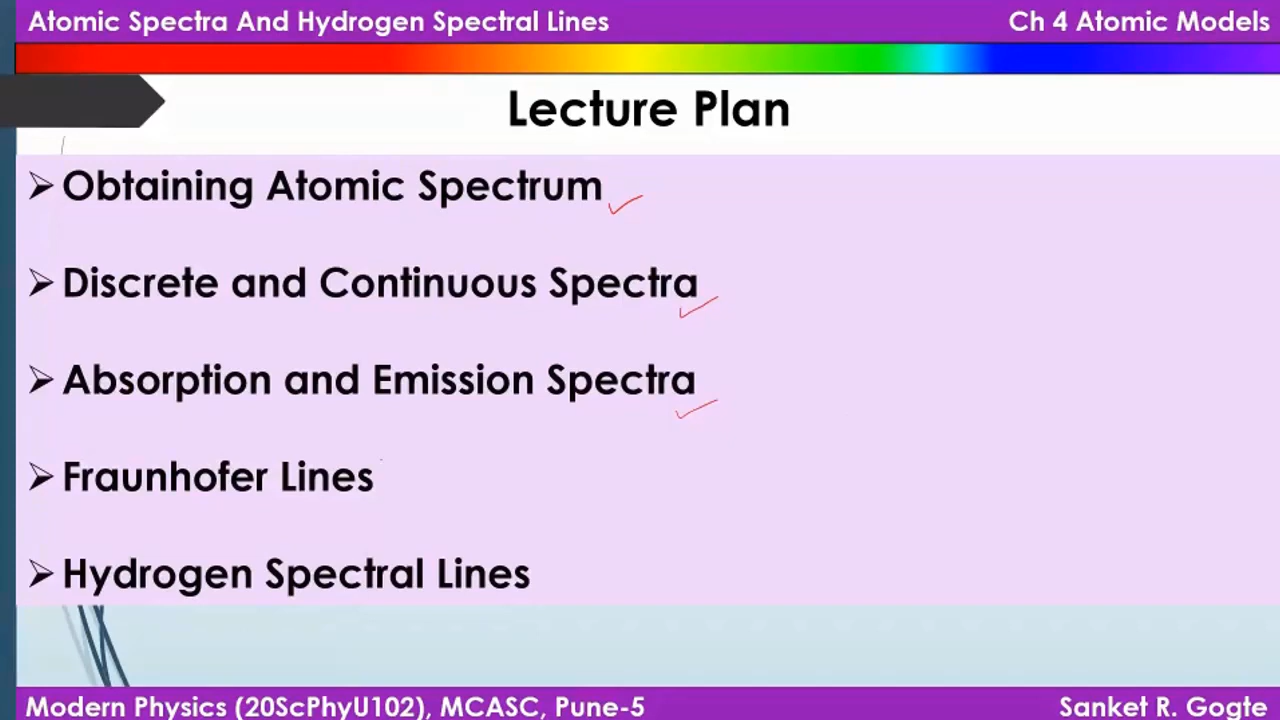 Atomic Spectra And Hydrogen Spectral Lines
Ch 4 Atomic Models
Lecture Plan
Obtaining Atomic Spectrum
Discrete and Continuous Spectra
Absorption and Emission Spectra
Fraunhofer Lines
Hydrogen Spectral Lines
Modern Physics (20ScPhyU102), MCASC, Pune-5
Sanket R. Gogte